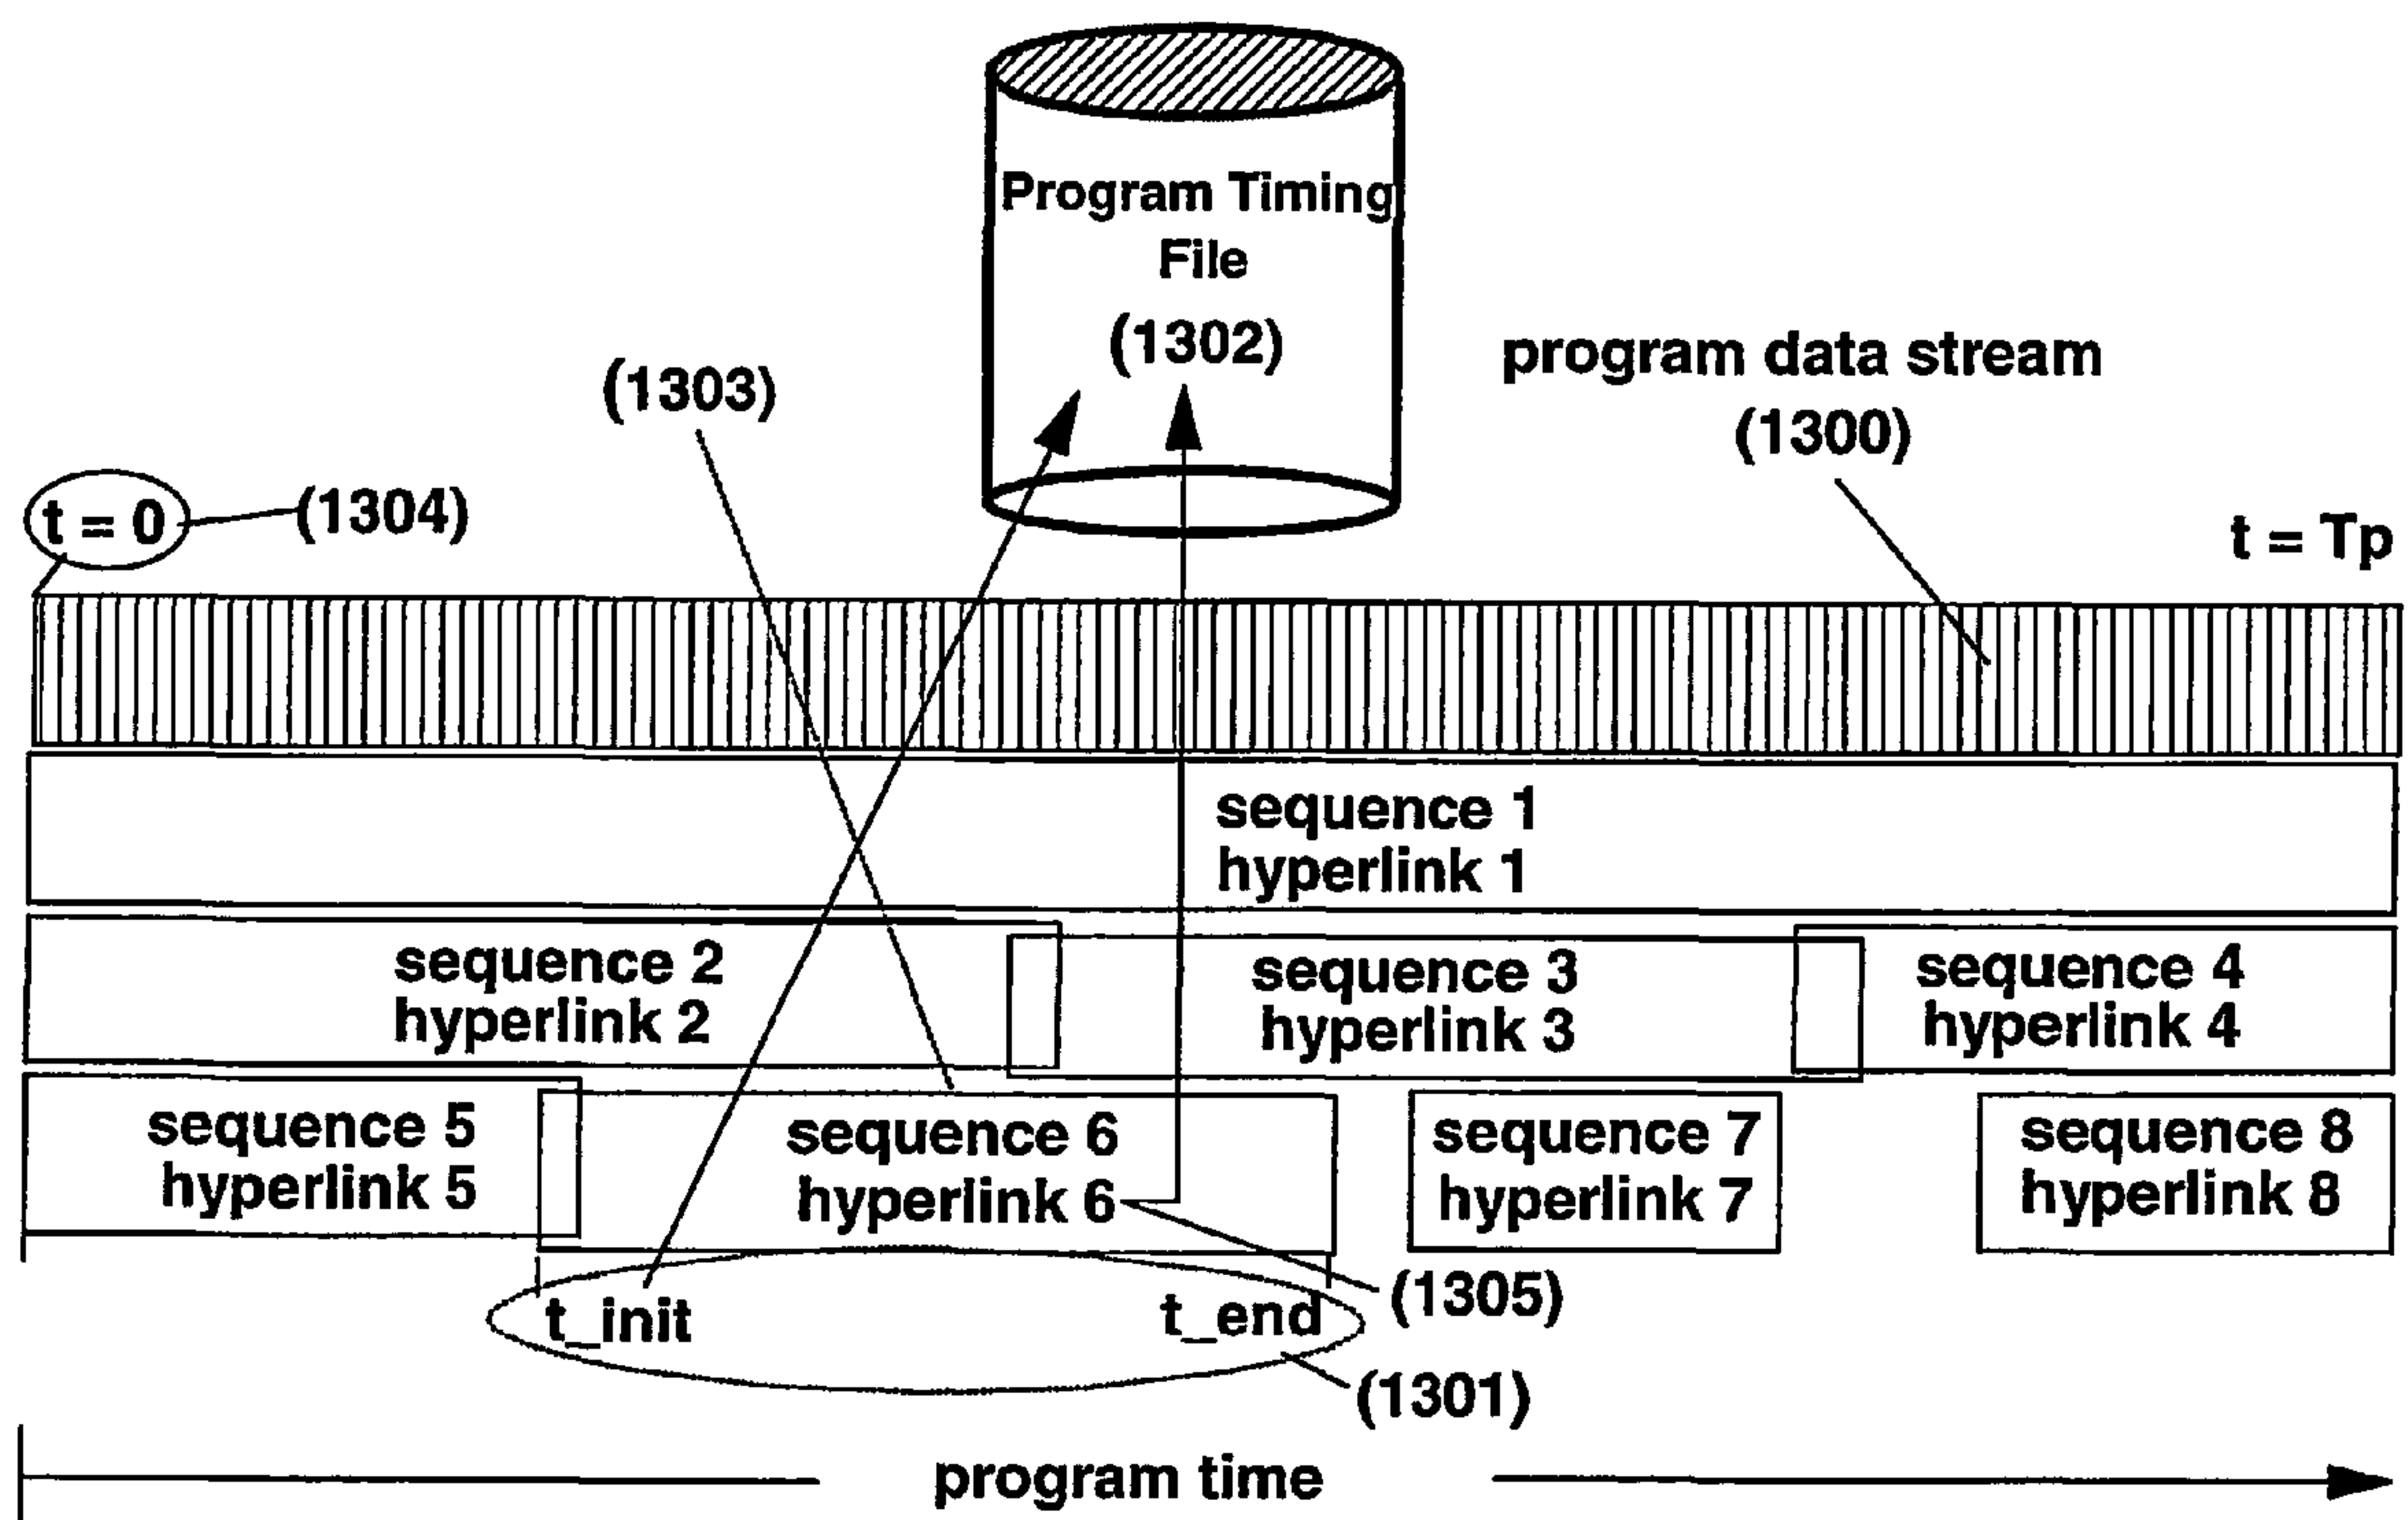 Program Timing
File
(1302)
program data stream
(1300)
(1303)
t = 0
(1304)
t = Tp
sequence 1
hyperlink 1
sequence 2
hyperlink 2
sequence 3
hyperlink 3
sequence 4
hyperlink 4
sequence 5
hyperlink 5
sequence 6
hyperlink 6
sequence 7
hyperlink 7
sequence 8
hyperlink 8
t_init
t_end
(1305)
(1301)
program time